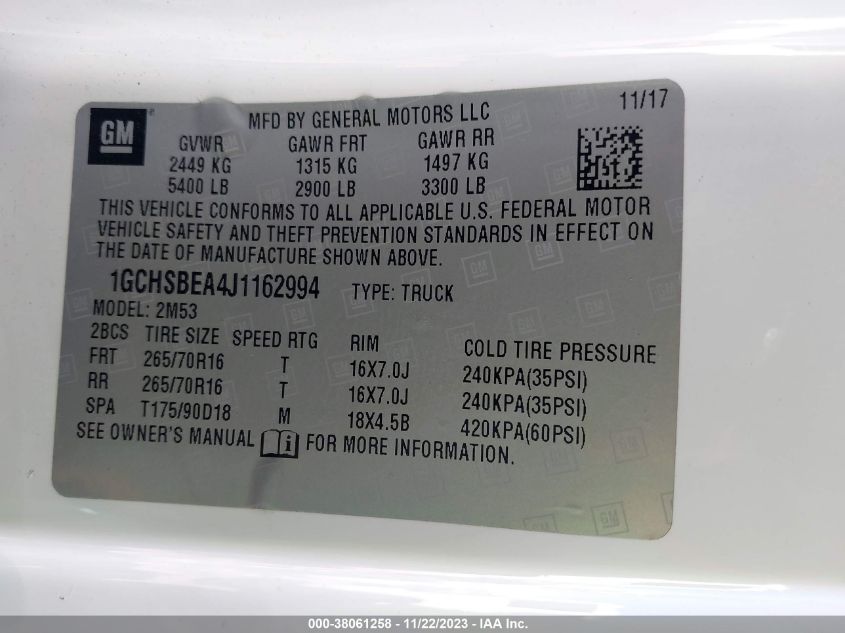 GM
MFD BY GENERAL MOTORS LLC
11/17
GVWR GAWR FRT GAWR RR
2449 KG 1315 KG 1497 KG
5400 LB 2900 LB 3300 LB
THIS VEHICLE CONFORMS TO ALL APPLICABLE U.S. FEDERAL MOTOR
VEHICLE SAFETY AND THEFT PREVENTION STANDARDS IN EFFECT ON
THE DATE OF MANUFACTURE SHOWN ABOVE.
1GCHSBEA4J1162994 TYPE: TRUCK
MODEL: 2M53
2BCS TIRE SIZE SPEED RTG RIM COLD TIRE PRESSURE
FRT 265/70R16 T 16X7.0J 240KPA(35PSI)
RR 265/70R16 T 16X7.0J 240KPA(35PSI)
SPA T175/90D18 M 18X4.5B 420KPA(60PSI)
SEE OWNER'S MANUAL i FOR MORE INFORMATION.
000-38061258 - 11/22/2023 - IAA Inc.